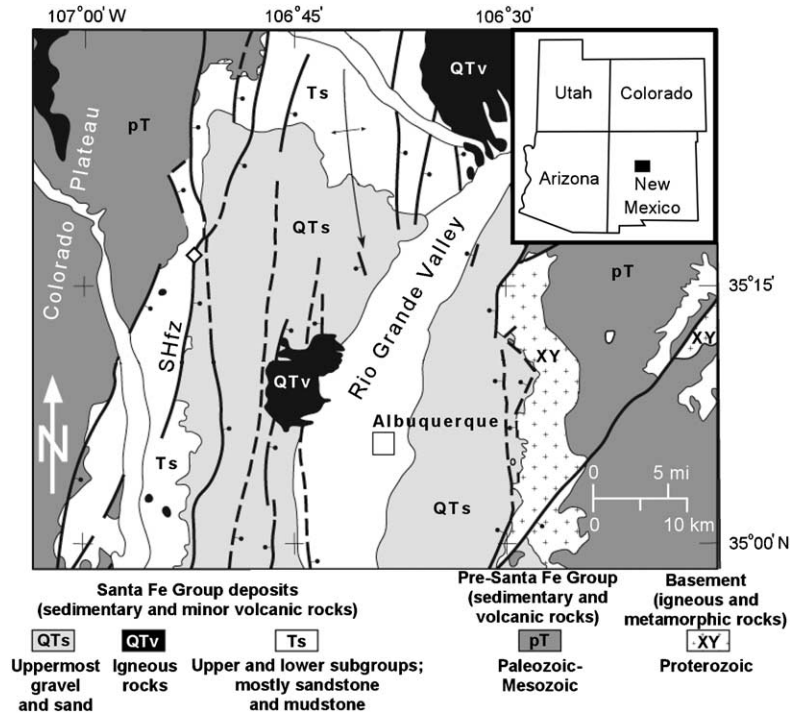 107°00' W
106°45'
106°30'
QTv
Utah
Colorado
Arizona
New
Mexico
Ts
pT
Colorado Plateau
QTs
Rio Grande Valley
pT
35°15'
SHfz
XY
XY
QTv
Albuquerque
N
Ts
QTs
0 5 mi
0 10 km
35°00' N
Santa Fe Group deposits
(sedimentary and minor volcanic rocks)
Pre-Santa Fe Group
(sedimentary and
volcanic rocks)
Basement
(igneous and
metamorphic rocks)
QTs
Uppermost
gravel
and sand
QTv
Igneous
rocks
Ts
Upper and lower subgroups;
mostly sandstone
and mudstone
pT
Paleozoic-
Mesozoic
XY
Proterozoic